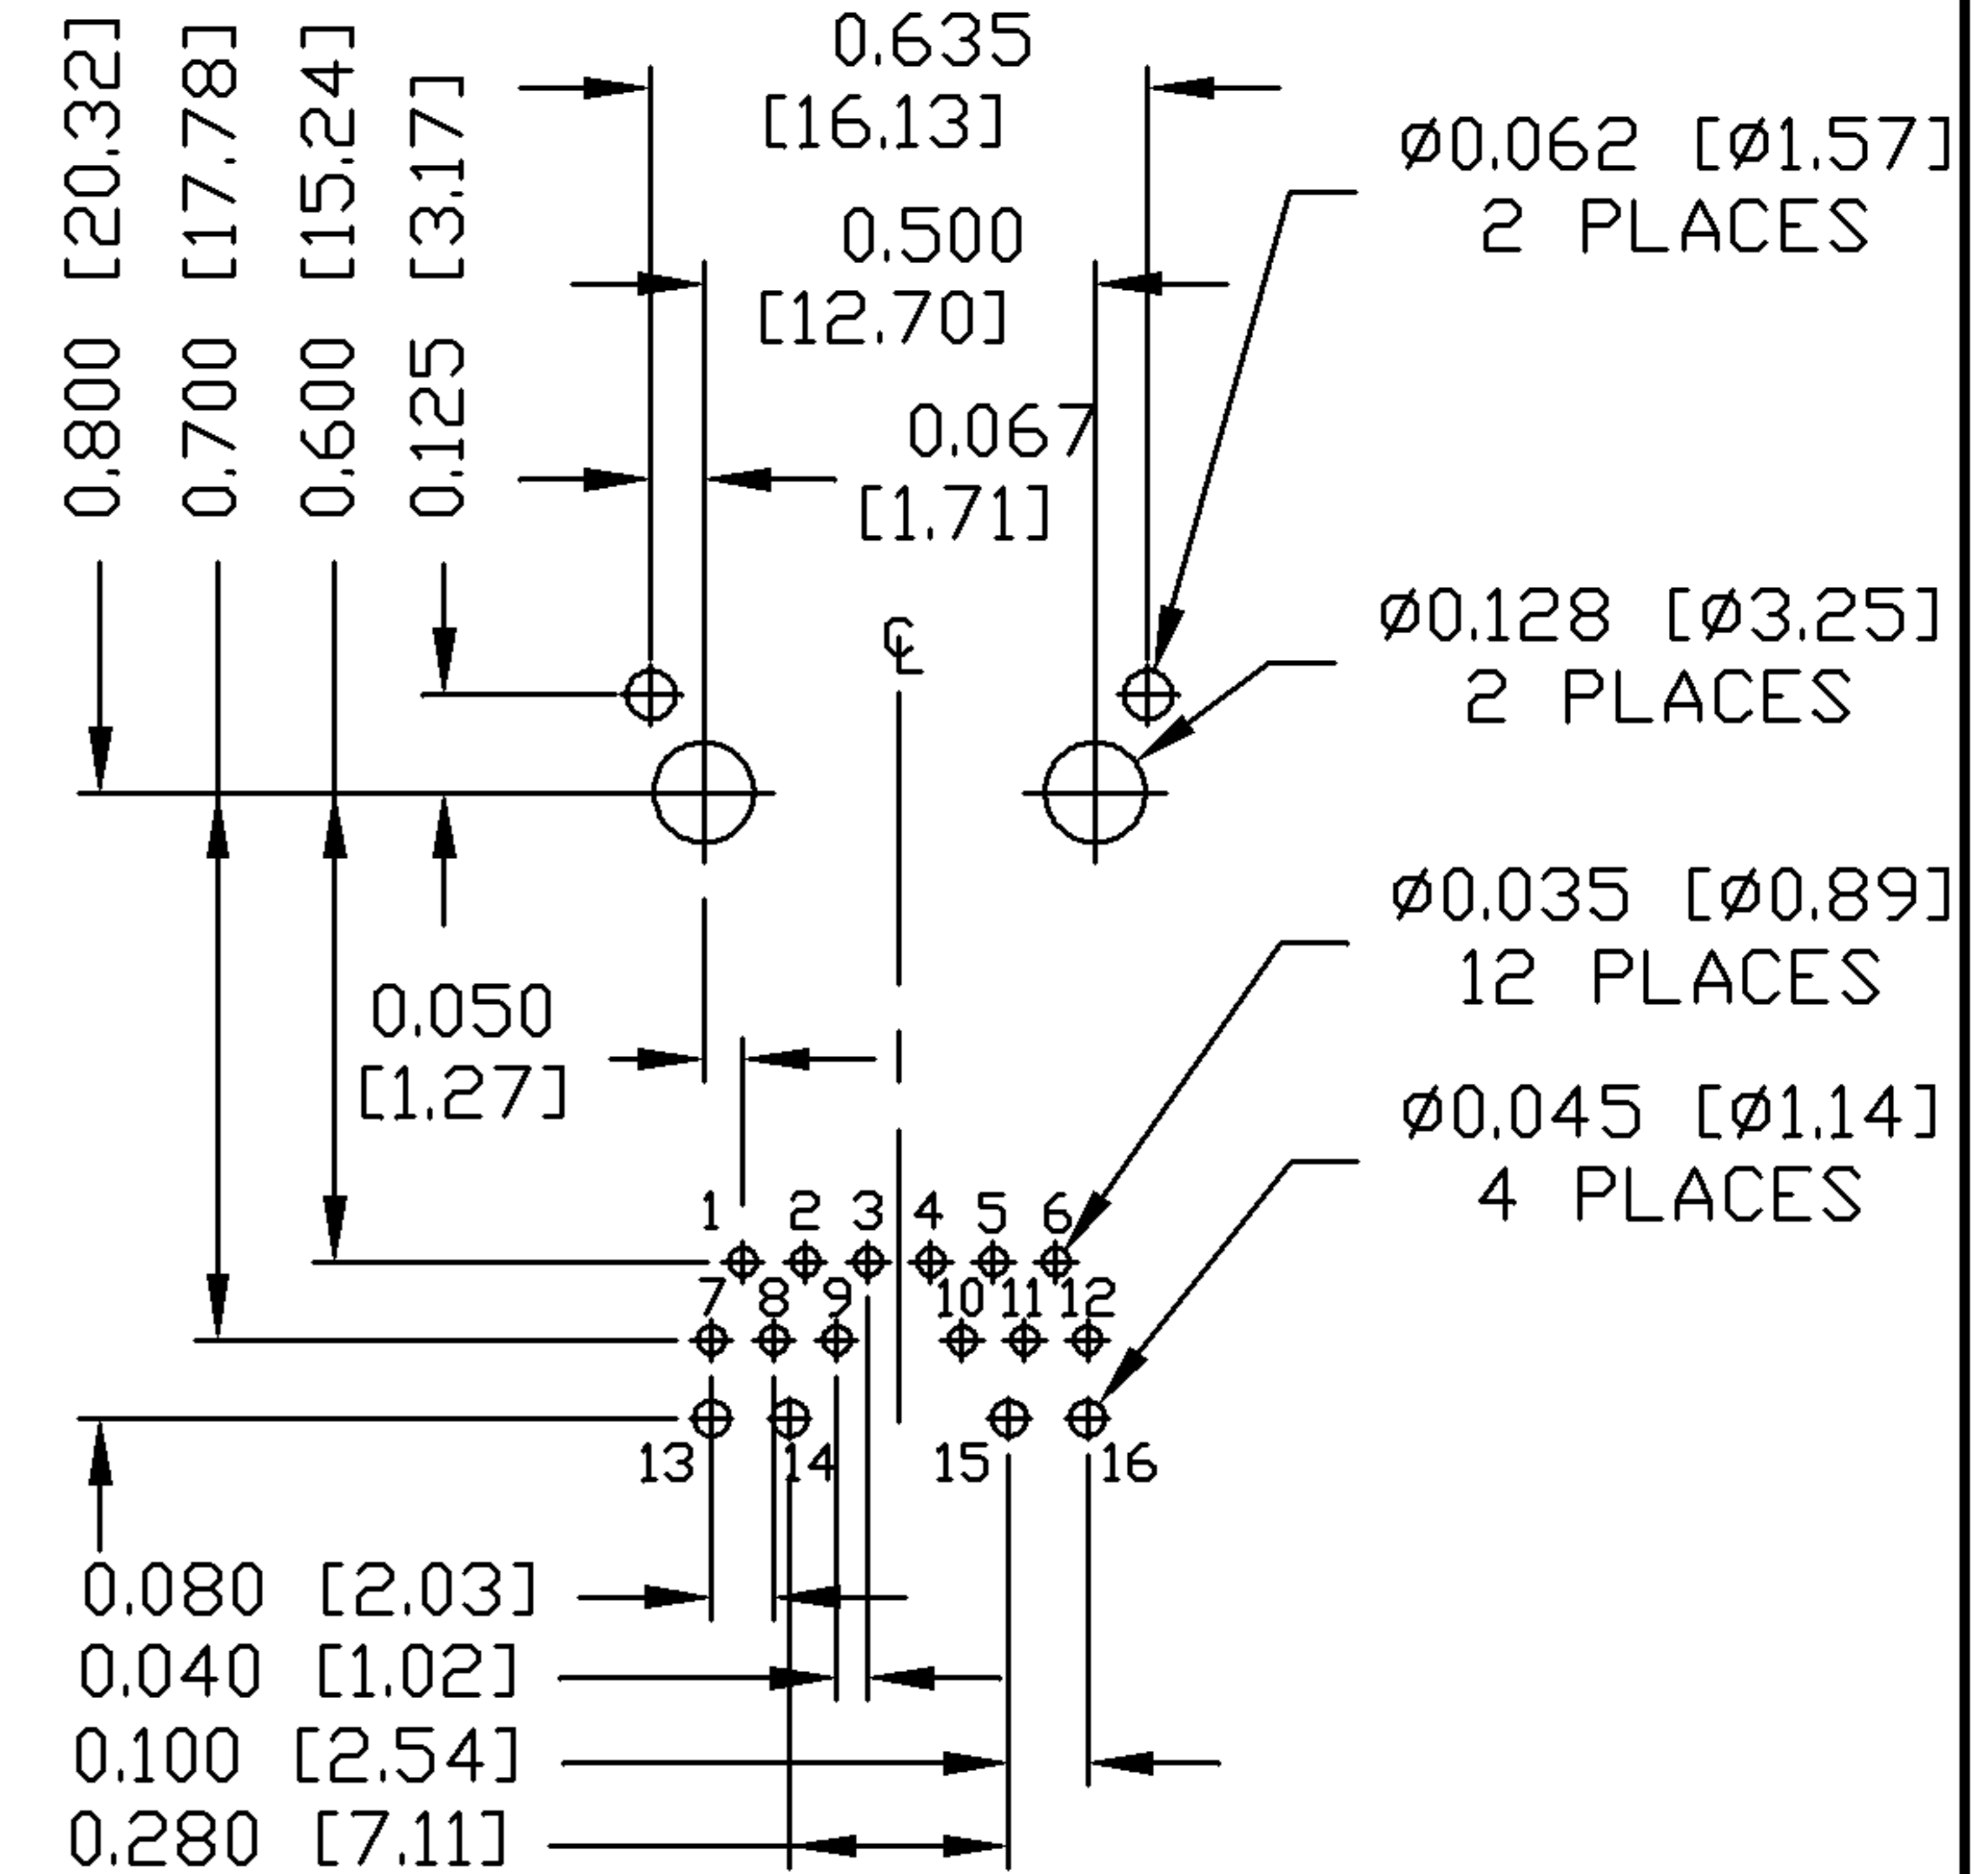 0.800 [20.32]
0.700 [17.78]
0.600 [15.24]
0.125 [3.17]
0.635
[16.13]
0.500
[12.70]
0.067
[1.71]
℄
ø0.062 [ø1.57]
2 PLACES
ø0.128 [ø3.25]
2 PLACES
ø0.035 [ø0.89]
12 PLACES
0.050
[1.27]
ø0.045 [ø1.14]
4 PLACES
1 2 3 4 5 6
7 8 9 10 11 12
13 14 15 16
0.080 [2.03]
0.040 [1.02]
0.100 [2.54]
0.280 [7.11]